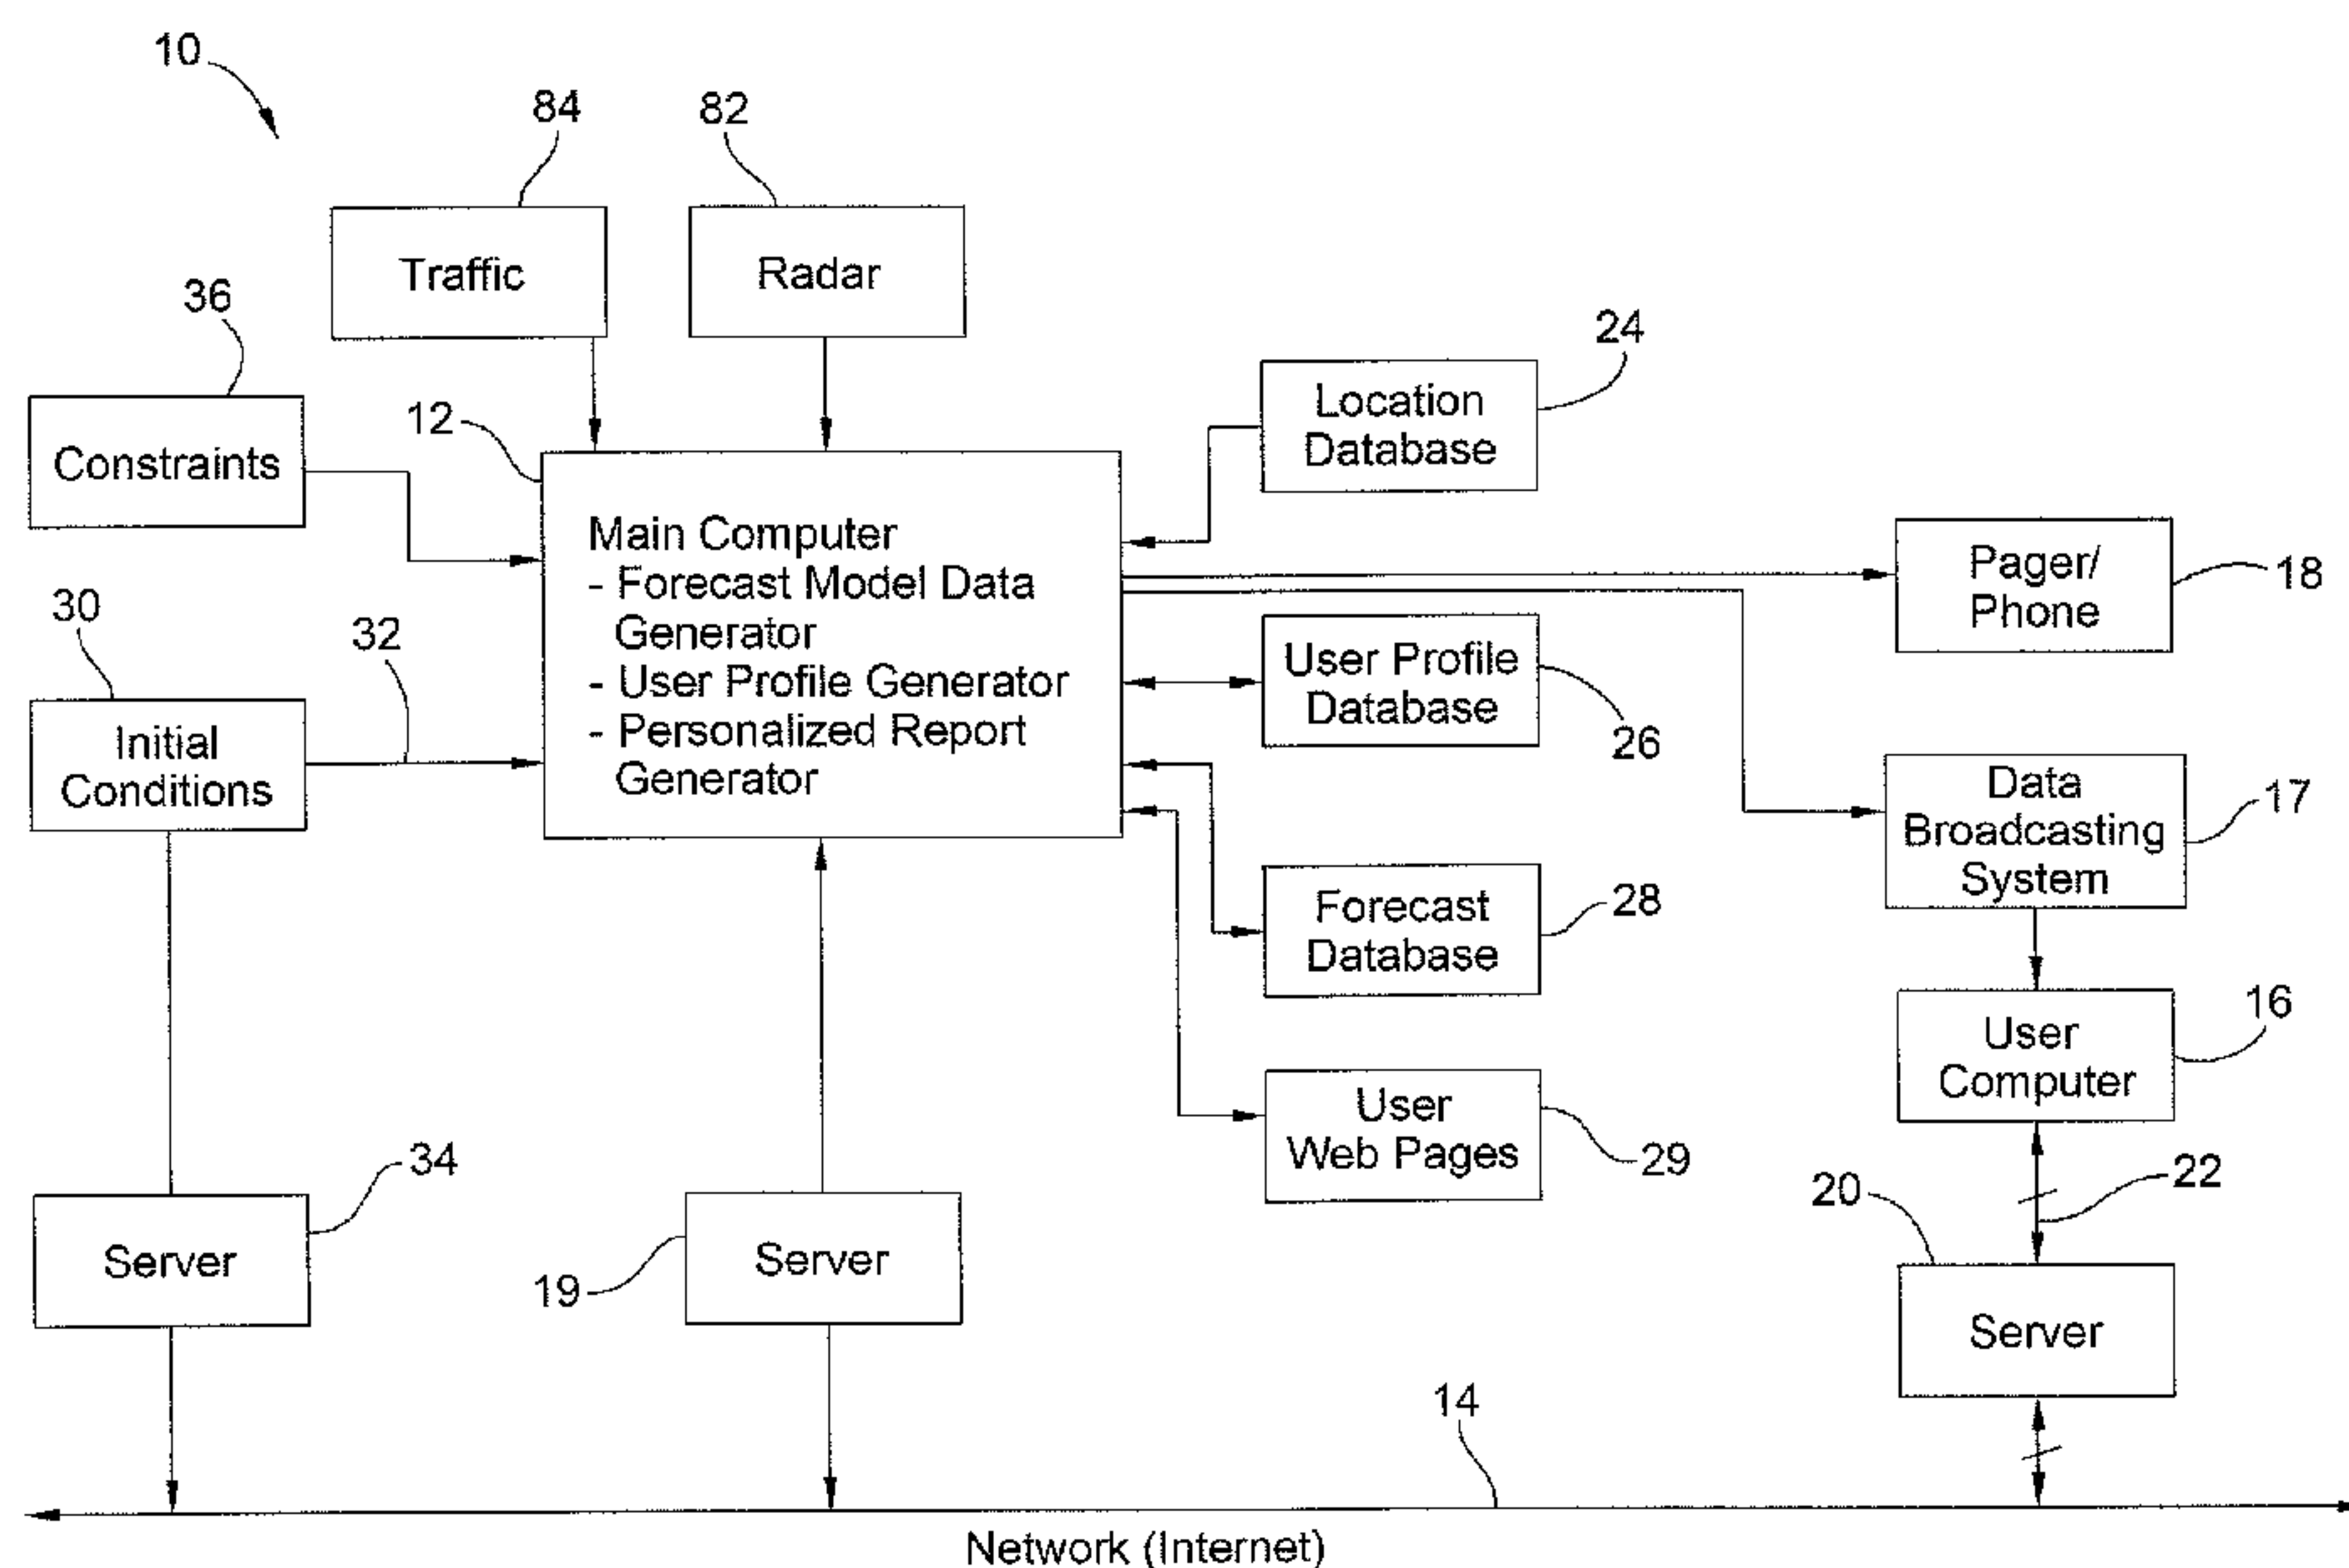 10
84
82
Traffic
Radar
36
24
12
Location
Database
Constraints
Main Computer
- Forecast Model Data
Generator
- User Profile Generator
- Personalized Report
Generator
Pager/
Phone
18
30
32
User Profile
Database
26
Initial
Conditions
Data
Broadcasting
System
17
Forecast
Database
28
User
Computer
16
User
Web Pages
29
34
Server
19
Server
20
22
Server
14
Network (Internet)